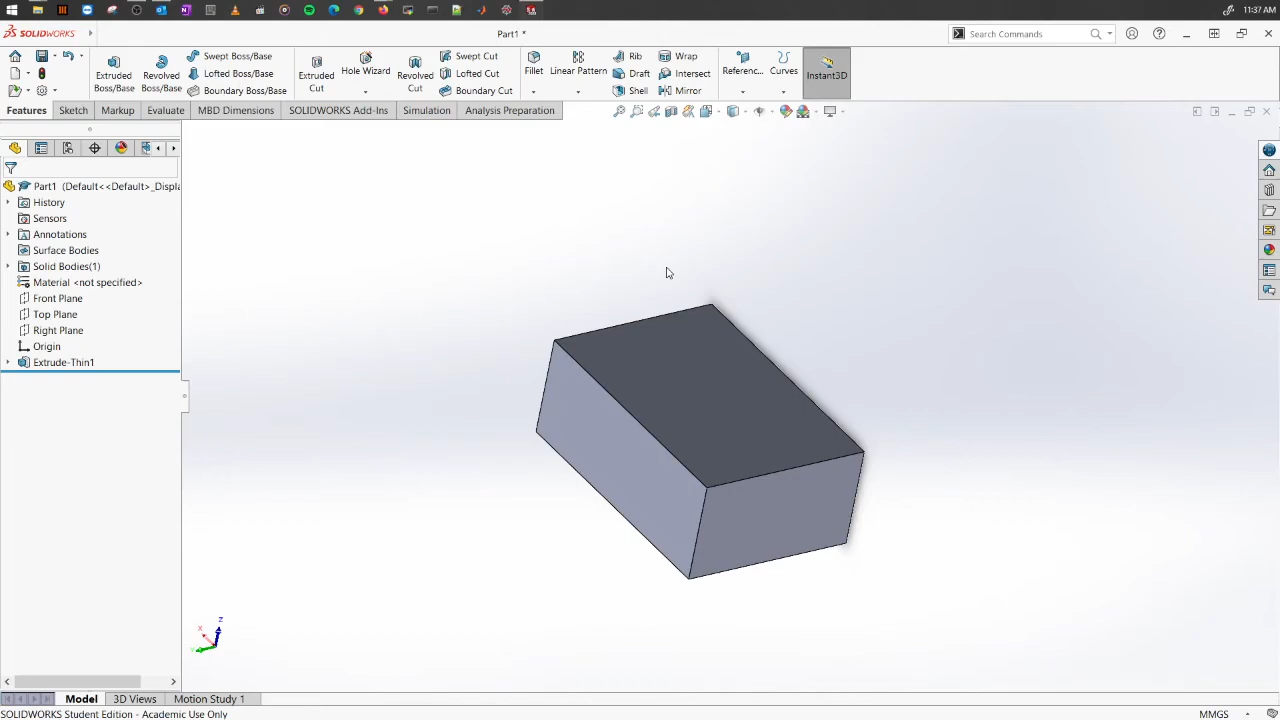 11:37 AM
SOLIDWORKS
Part1 *
Search Commands
Extruded Boss/Base
Revolved Boss/Base
Swept Boss/Base
Lofted Boss/Base
Boundary Boss/Base
Extruded Cut
Hole Wizard
Revolved Cut
Swept Cut
Lofted Cut
Boundary Cut
Fillet
Linear Pattern
Rib
Draft
Shell
Wrap
Intersect
Mirror
Referenc...
Curves
Instant3D
Features
Sketch
Markup
Evaluate
MBD Dimensions
SOLIDWORKS Add-Ins
Simulation
Analysis Preparation
Part1 (Default<<Default>_Displa
History
Sensors
Annotations
Surface Bodies
Solid Bodies(1)
Material <not specified>
Front Plane
Top Plane
Right Plane
Origin
Extrude-Thin1
Z
X
Y
Model
3D Views
Motion Study 1
SOLIDWORKS Student Edition - Academic Use Only
MMGS